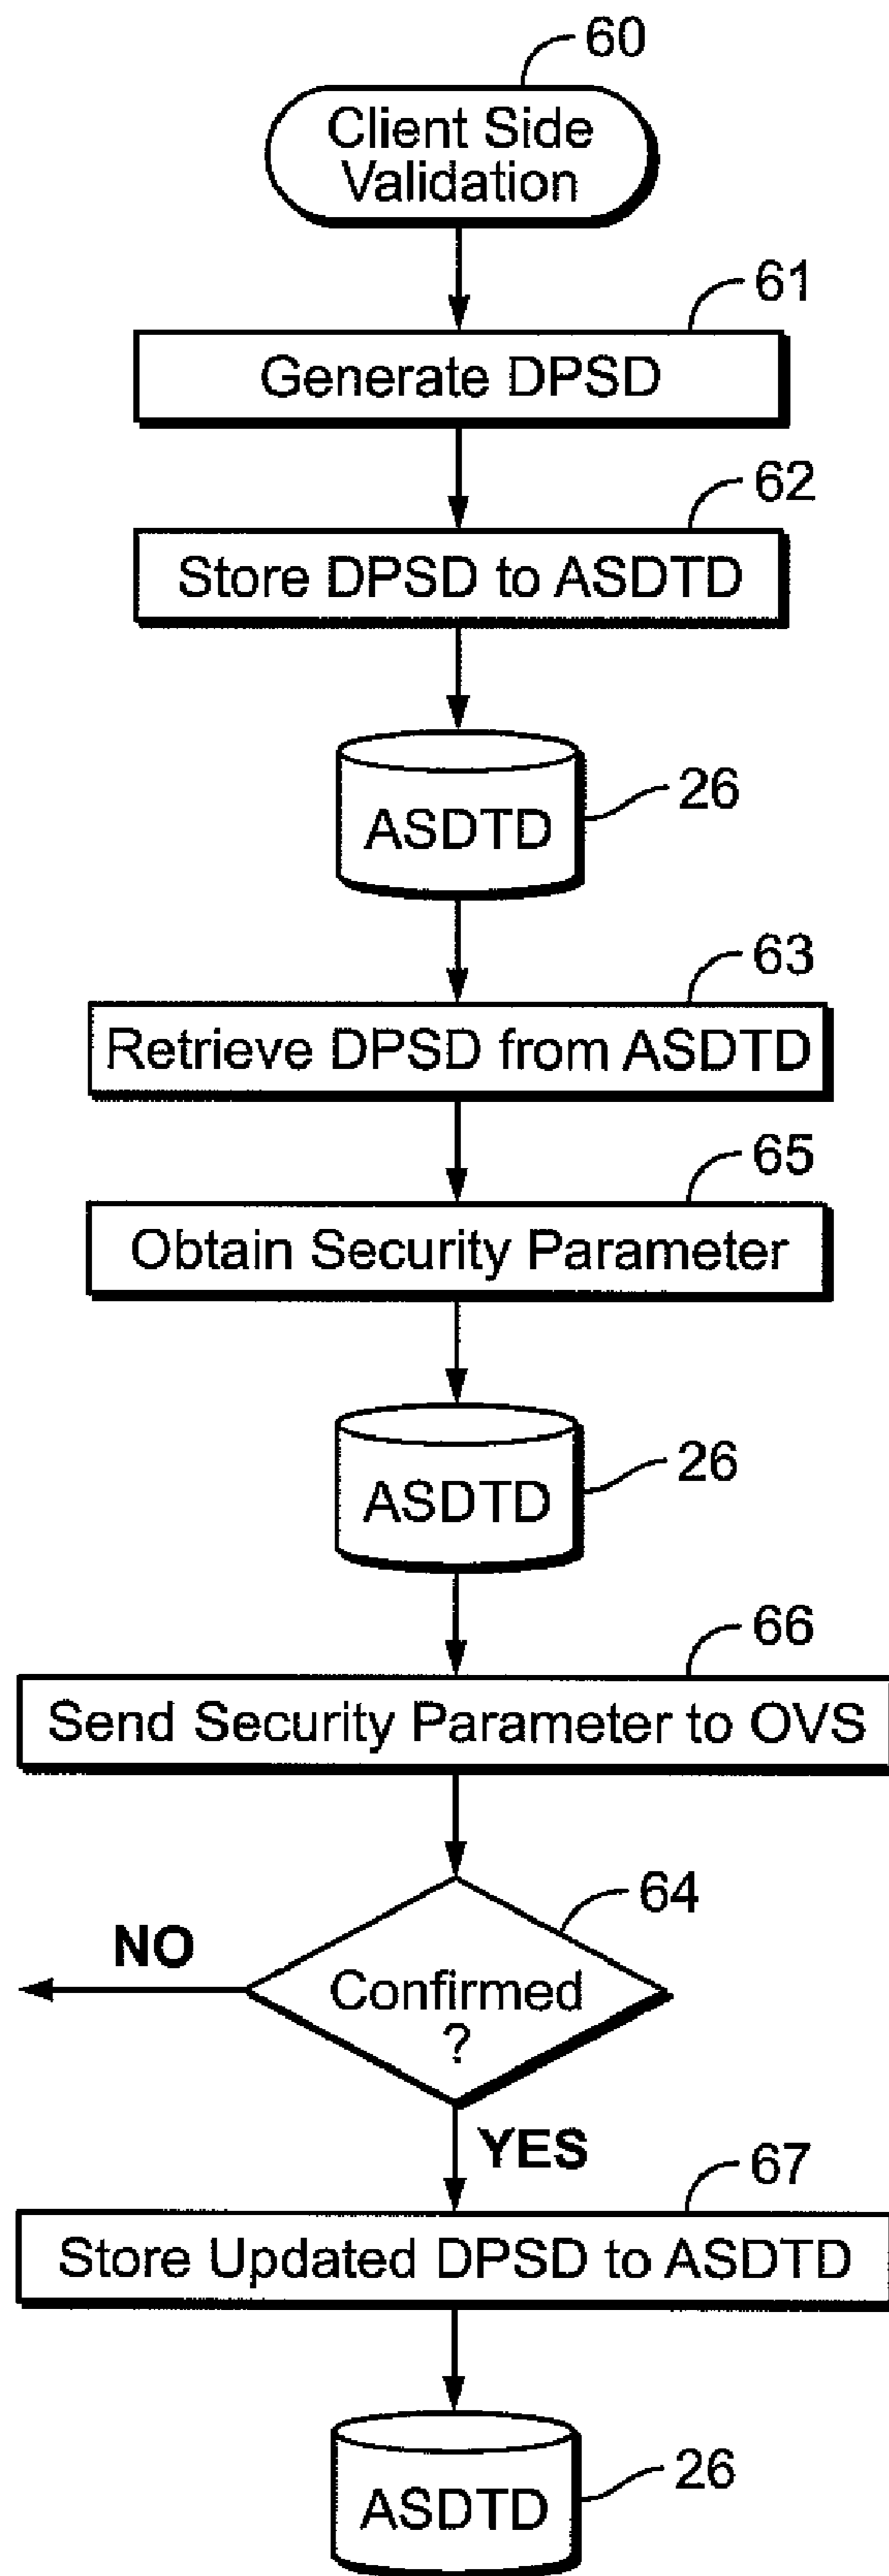 60
Client Side
Validation
61
Generate DPSD
62
Store DPSD to ASDTD
26
ASDTD
63
Retrieve DPSD from ASDTD
65
Obtain Security Parameter
26
ASDTD
66
Send Security Parameter to OVS
64
NO
Confirmed
?
YES
67
Store Updated DPSD to ASDTD
26
ASDTD